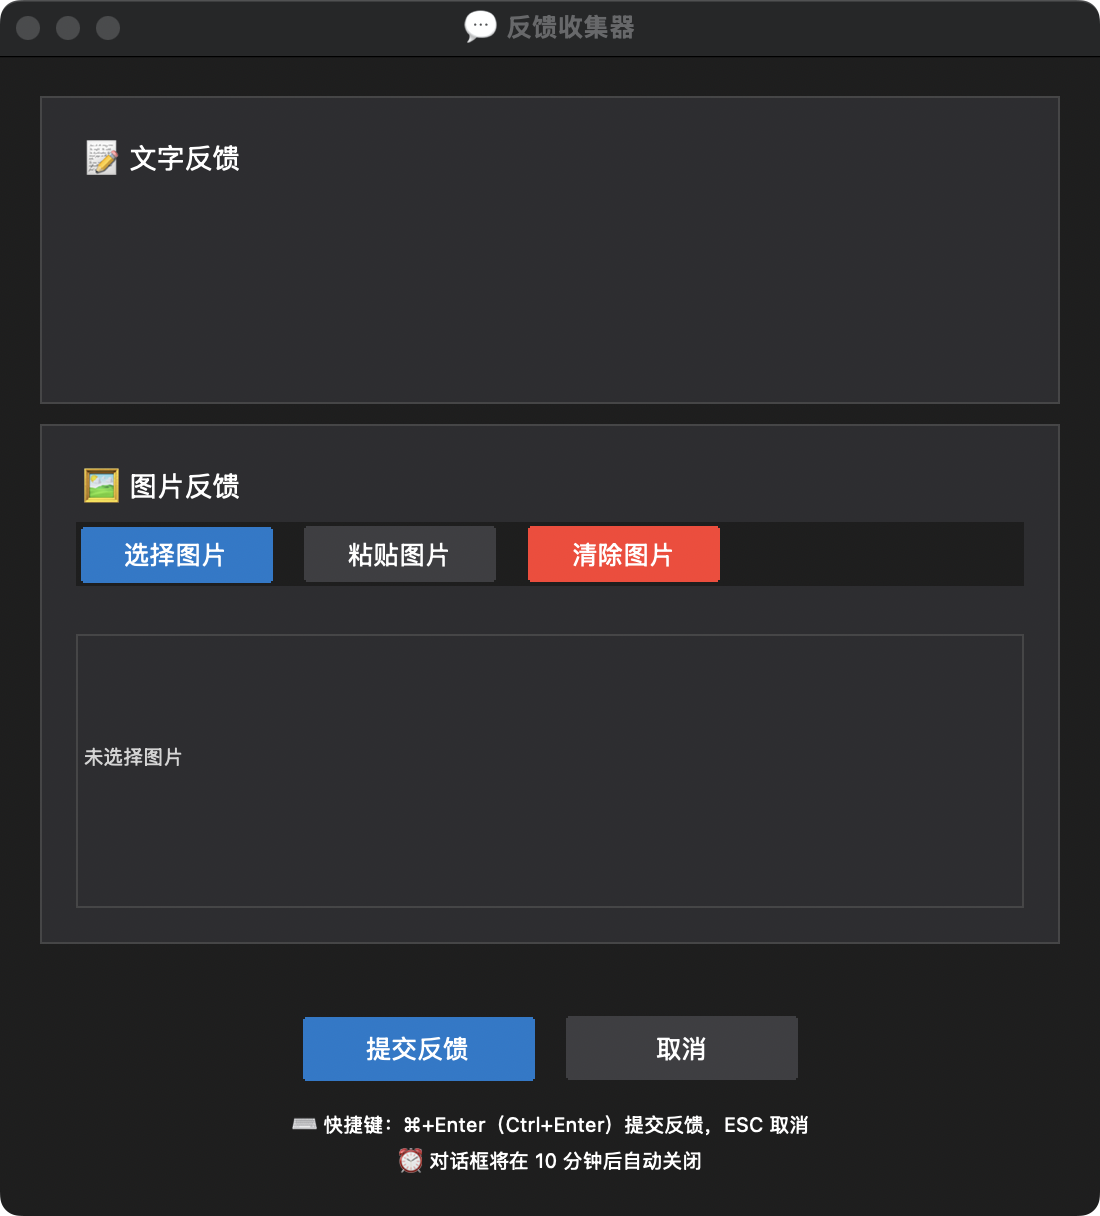 💬 反馈收集器
📝 文字反馈
🖼️ 图片反馈
选择图片 粘贴图片 清除图片
未选择图片
提交反馈 取消
⌨️ 快捷键：⌘+Enter（Ctrl+Enter）提交反馈，ESC 取消
⏰ 对话框将在 10 分钟后自动关闭